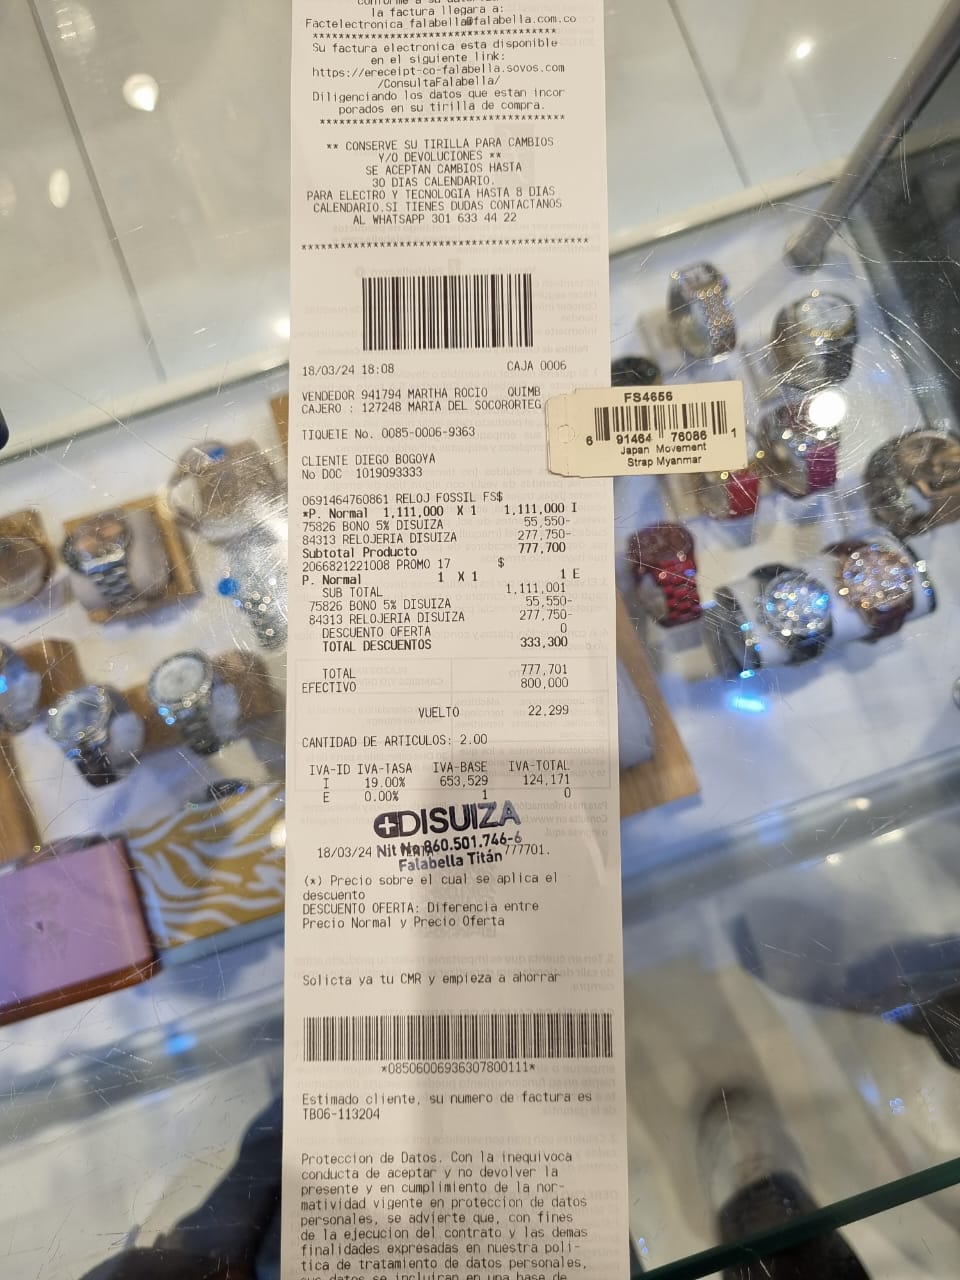 la factura llegara a:
Factelectronica_falabella@falabella.com.co
****************************************
Su factura electronica esta disponible
en el siguiente link:
https://ereceipt-co-falabella.sovos.com
/ConsultaFalabella/
Diligenciando los datos que estan incor
porados en su tirilla de compra.
****************************************
** CONSERVE SU TIRILLA PARA CAMBIOS
Y/O DEVOLUCIONES **
SE ACEPTAN CAMBIOS HASTA
30 DIAS CALENDARIO.
PARA ELECTRO Y TECNOLOGIA HASTA 8 DIAS
CALENDARIO.SI TIENES DUDAS CONTACTANOS
AL WHATSAPP 301 633 44 22
****************************************
18/03/24 18:08 CAJA 0006
VENDEDOR 941794 MARTHA ROCIO QUIMB
CAJERO : 127248 MARIA DEL SOCORORTEG
TIQUETE No. 0085-0006-9363
CLIENTE DIEGO BOGOYA
No DOC 1019093333
0691464760861 RELOJ FOSSIL FS$
*P. Normal 1,111,000 X 1 1,111,000 I
75826 BONO 5% DISUIZA 55,550-
84313 RELOJERIA DISUIZA 277,750-
Subtotal Producto 777,700
2066821221008 PROMO 17 $
P. Normal 1 X 1 1 E
SUB TOTAL 1,111,001
75826 BONO 5% DISUIZA 55,550-
84313 RELOJERIA DISUIZA 277,750-
DESCUENTO OFERTA 0
TOTAL DESCUENTOS 333,300
TOTAL 777,701
EFECTIVO 800,000
VUELTO 22,299
CANTIDAD DE ARTICULOS: 2.00
IVA-ID IVA-TASA IVA-BASE IVA-TOTAL
I 19.00% 653,529 124,171
E 0.00% 1 0
DISUIZA
Nit No 860.501.746-6
18/03/24 777701.
Falabella Titán
(*) Precio sobre el cual se aplica el
descuento
DESCUENTO OFERTA: Diferencia entre
Precio Normal y Precio Oferta
Solicta ya tu CMR y empieza a ahorrar
*08506006936307800111*
Estimado cliente, su numero de factura es
TB06-113204
Proteccion de Datos. Con la inequivoca
conducta de aceptar y no devolver la
presente y en cumplimiento de la nor-
matividad vigente en proteccion de datos
personales, se advierte que, con fines
de la ejecucion del contrato y las demas
finalidades expresadas en nuestra poli-
tica de tratamiento de datos personales,
sus datos se incluiran en una base de
FS4656
6 91464 76086 1
Japan Movement
Strap Myanmar